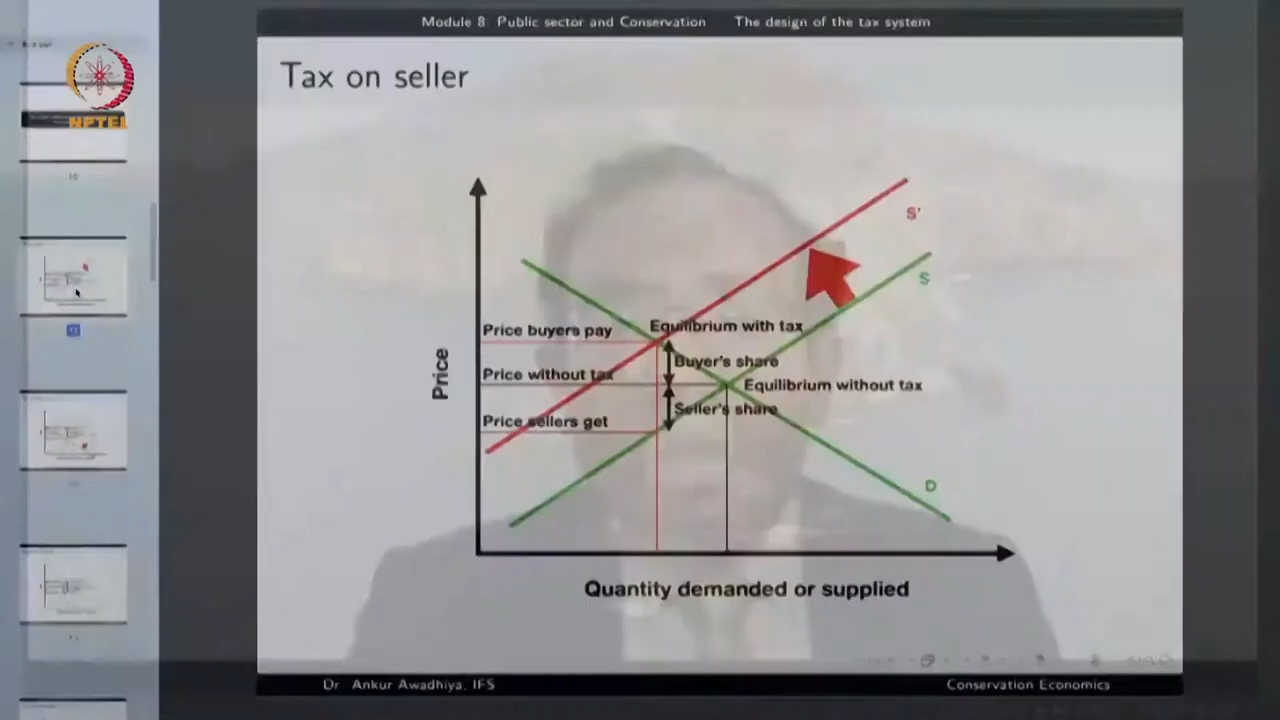 Module 8 Public sector and Conservation The design of the tax system
NPTEL
Tax on seller
S'
S
Equilibrium with tax
Price buyers pay
Buyer's share
Price without tax
Equilibrium without tax
Seller's share
Price sellers get
Price
D
Quantity demanded or supplied
Dr Ankur Awadhiya, IFS
Conservation Economics
10